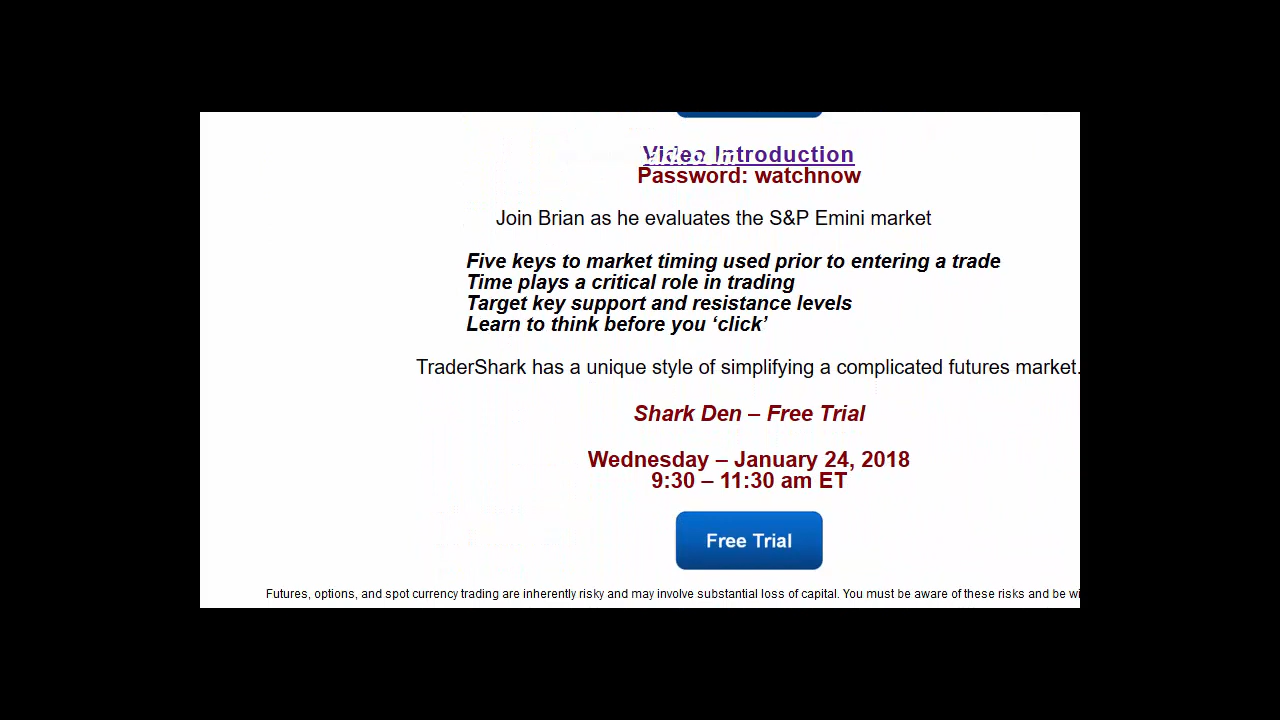 Video Introduction
Password: watchnow
Join Brian as he evaluates the S&P Emini market
Five keys to market timing used prior to entering a trade
Time plays a critical role in trading
Target key support and resistance levels
Learn to think before you ‘click’
TraderShark has a unique style of simplifying a complicated futures market.
Shark Den – Free Trial
Wednesday – January 24, 2018
9:30 – 11:30 am ET
Free Trial
Futures, options, and spot currency trading are inherently risky and may involve substantial loss of capital. You must be aware of these risks and be